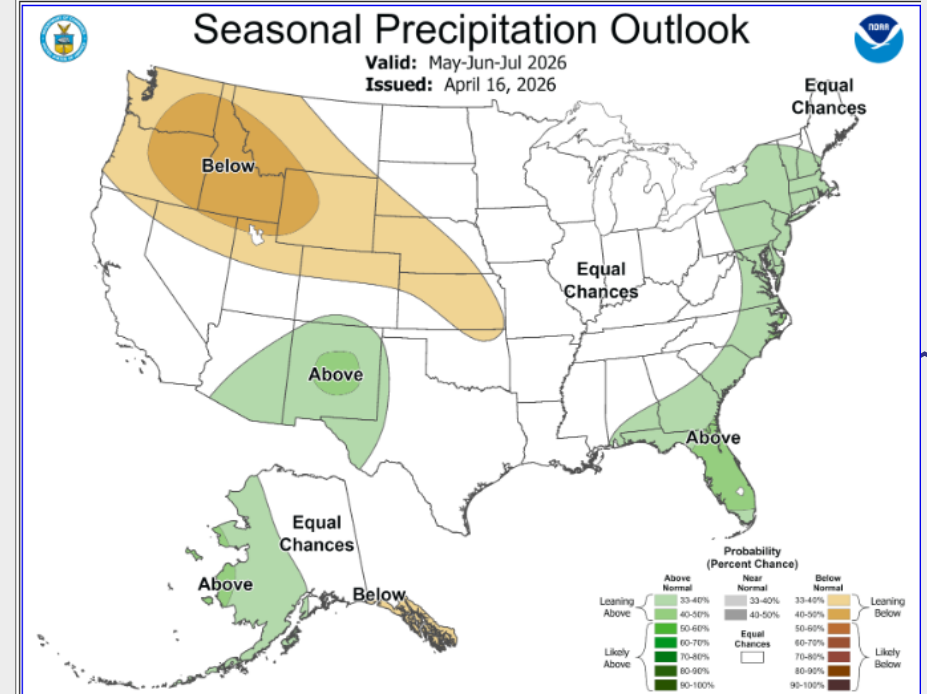 Seasonal Precipitation Outlook
Valid: May-Jun-Jul 2026
Issued: April 16, 2026
NOAA
Equal
Chances
Below
Equal
Chances
Above
Above
Equal
Chances
Above
Below
Probability
(Percent Chance)
Above
Normal
Near
Normal
Below
Normal
Leaning
Above
33-40%
40-50%
33-40%
40-50%
33-40%
40-50%
Leaning
Below
Likely
Above
50-60%
60-70%
70-80%
80-90%
90-100%
Equal
Chances
50-60%
60-70%
70-80%
80-90%
90-100%
Likely
Below